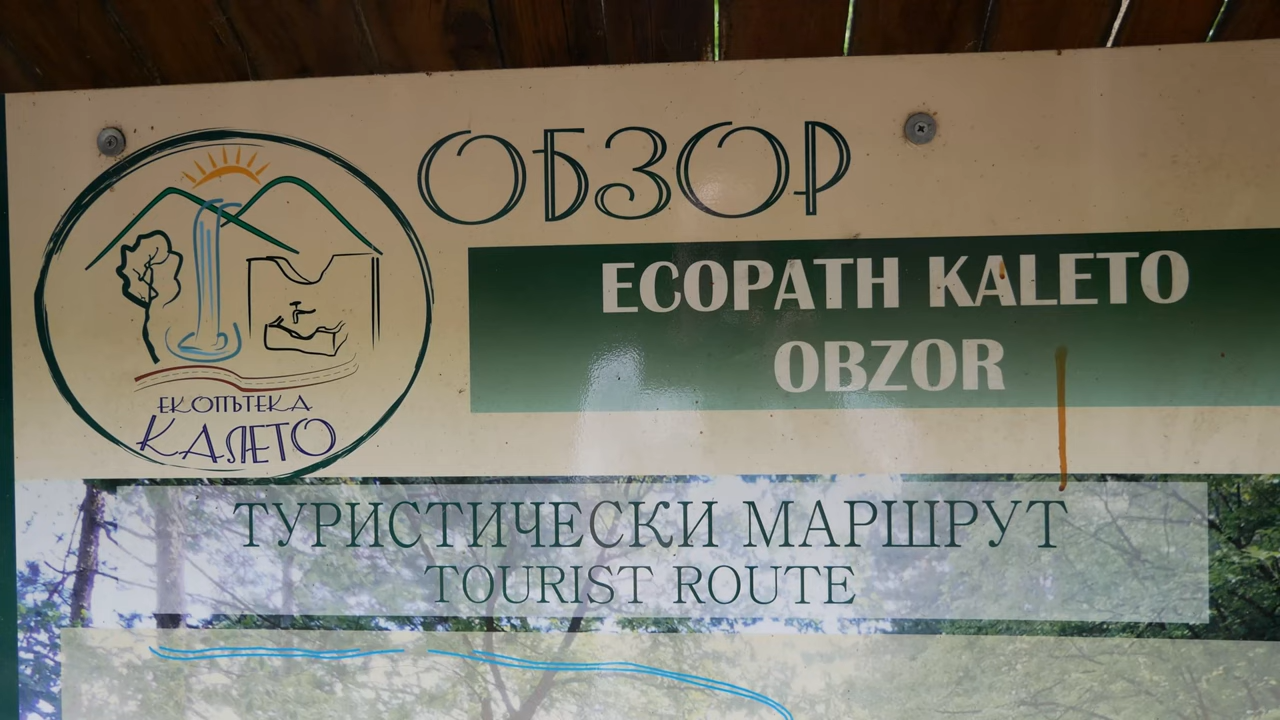 ОБЗОР
ECOPATH KALETO
OBZOR
ЕКОПЪТЕКА
КАЛЕТО
ТУРИСТИЧЕСКИ МАРШРУТ
TOURIST ROUTE